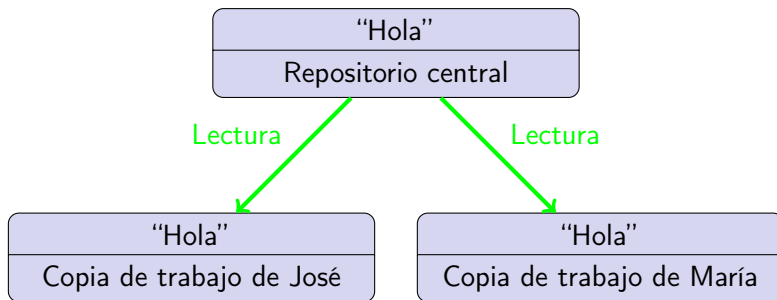 “Hola”
Repositorio central
Lectura
Lectura
“Hola”
Copia de trabajo de José
“Hola”
Copia de trabajo de María